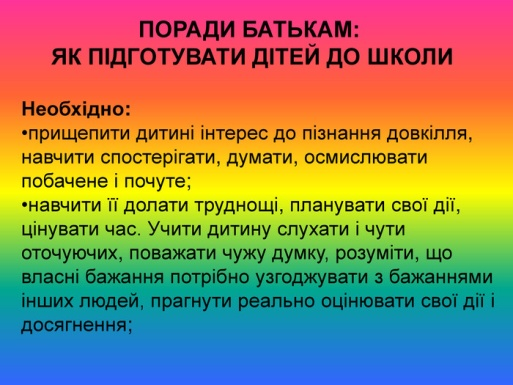 ПОРАДИ БАТЬКАМ:
ЯК ПІДГОТУВАТИ ДІТЕЙ ДО ШКОЛИ
Необхідно:
•прищепити дитині інтерес до пізнання довкілля,
навчити спостерігати, думати, осмислювати
побачене і почуте;
•навчити її долати труднощі, планувати свої дії,
цінувати час. Учити дитину слухати і чути
оточуючих, поважати чужу думку, розуміти, що
власні бажання потрібно узгоджувати з бажаннями
інших людей, прагнути реально оцінювати свої дії і
досягнення;